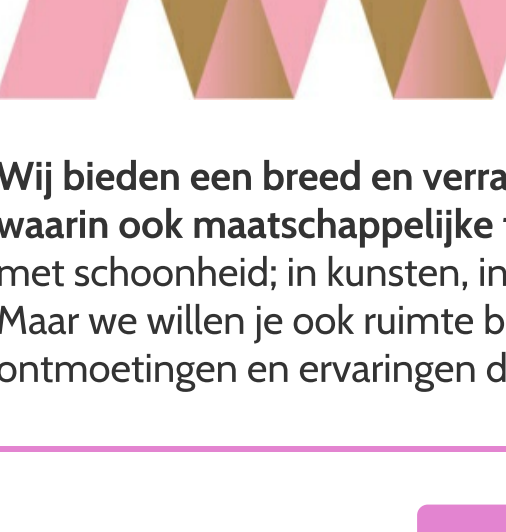 Wij bieden een breed en verra
waarin ook maatschappelijke
met schoonheid; in kunsten, in
Maar we willen je ook ruimte b
ontmoetingen en ervaringen d